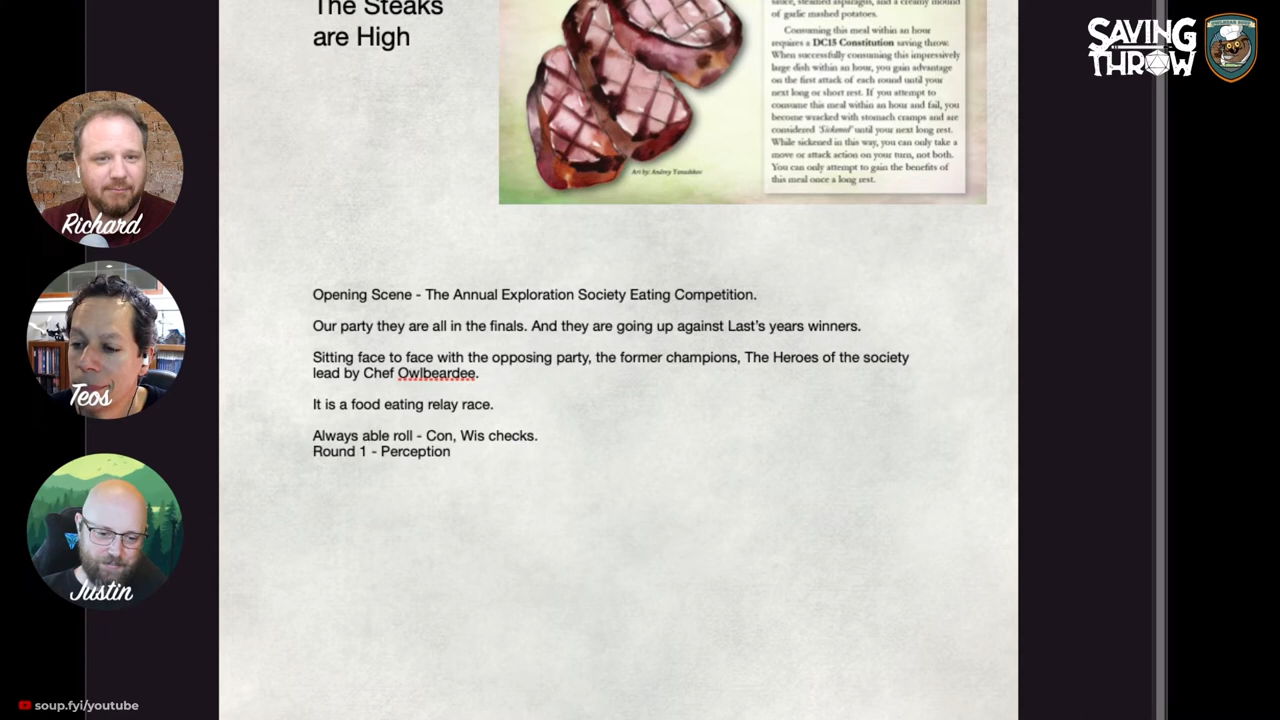 The Steaks
are High
sauce, steamed asparagus, and a creamy mound
of garlic mashed potatoes.
Consuming this meal within an hour
requires a DC15 Constitution saving throw.
When successfully consuming this impressively
large dish within an hour, you gain advantage
on the first attack of each round until your
next long or short rest. If you attempt to
consume this meal within an hour and fail, you
become wracked with stomach cramps and are
considered 'Sickened' until your next long rest.
While sickened in this way, you can only take a
move or attack action on your turn, not both.
You can only attempt to gain the benefits of
this meal once a long rest.
Art by: Andrey
SAVING
THROW
Richard
Teos
Justin
Opening Scene - The Annual Exploration Society Eating Competition.
Our party they are all in the finals. And they are going up against Last's years winners.
Sitting face to face with the opposing party, the former champions, The Heroes of the society
lead by Chef Owlbeardee.
It is a food eating relay race.
Always able roll - Con, Wis checks.
Round 1 - Perception
soup.fyi/youtube